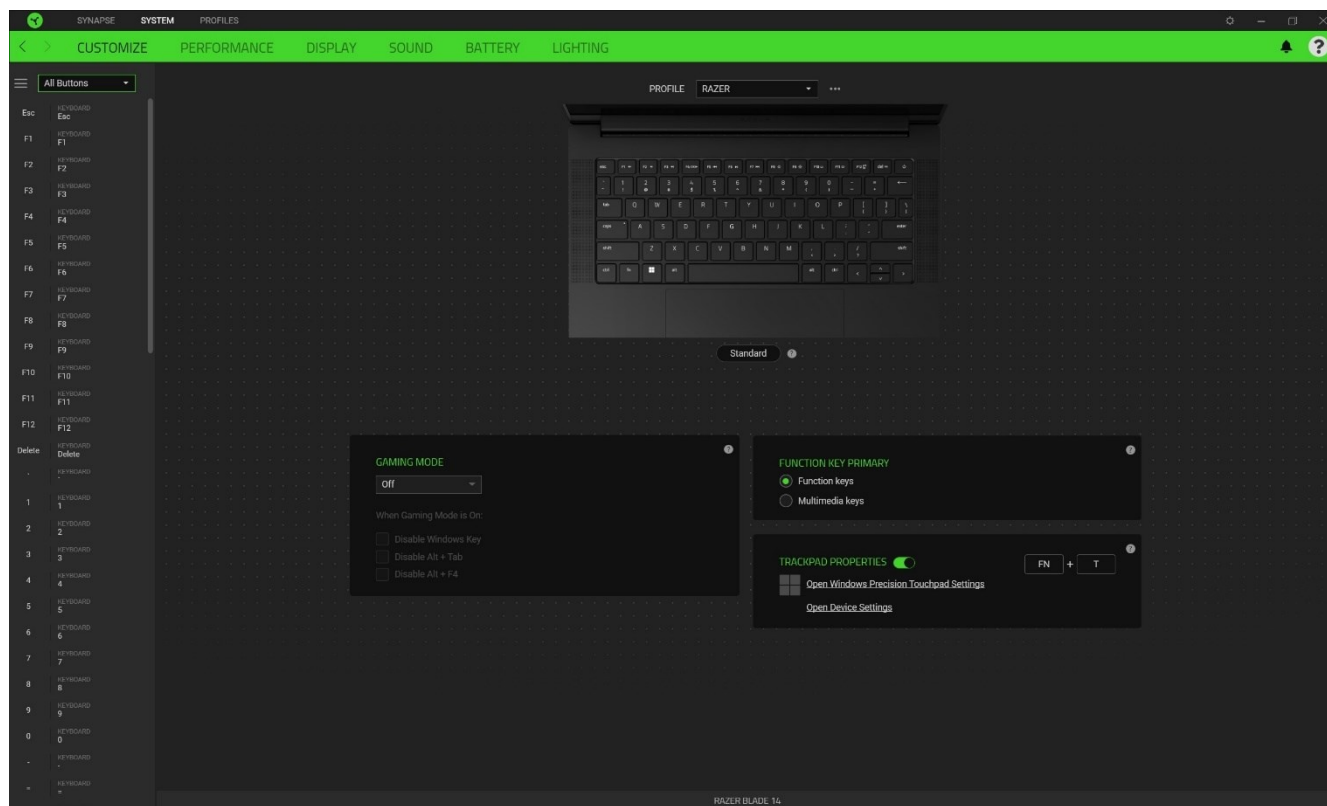 SYNAPSE SYSTEM PROFILES
CUSTOMIZE PERFORMANCE DISPLAY SOUND BATTERY LIGHTING
?
All Buttons
PROFILE RAZER •••
Esc KEYBOARD Esc
F1 KEYBOARD F1
F2 KEYBOARD F2
F3 KEYBOARD F3
F4 KEYBOARD F4
F5 KEYBOARD F5
F6 KEYBOARD F6
F7 KEYBOARD F7
F8 KEYBOARD F8
F9 KEYBOARD F9
F10 KEYBOARD F10
F11 KEYBOARD F11
F12 KEYBOARD F12
Delete KEYBOARD Delete
` KEYBOARD `
1 KEYBOARD 1
2 KEYBOARD 2
3 KEYBOARD 3
4 KEYBOARD 4
5 KEYBOARD 5
6 KEYBOARD 6
7 KEYBOARD 7
8 KEYBOARD 8
9 KEYBOARD 9
0 KEYBOARD 0
- KEYBOARD -
= KEYBOARD =
Q W E R T Y U I O P
A S D F G H J K L
Z X C V B N M
Standard ?
GAMING MODE
Off
When Gaming Mode is On:
Disable Windows Key
Disable Alt + Tab
Disable Alt + F4
FUNCTION KEY PRIMARY
Function keys
Multimedia keys
TRACKPAD PROPERTIES FN + T
Open Windows Precision Touchpad Settings
Open Device Settings
RAZER BLADE 14